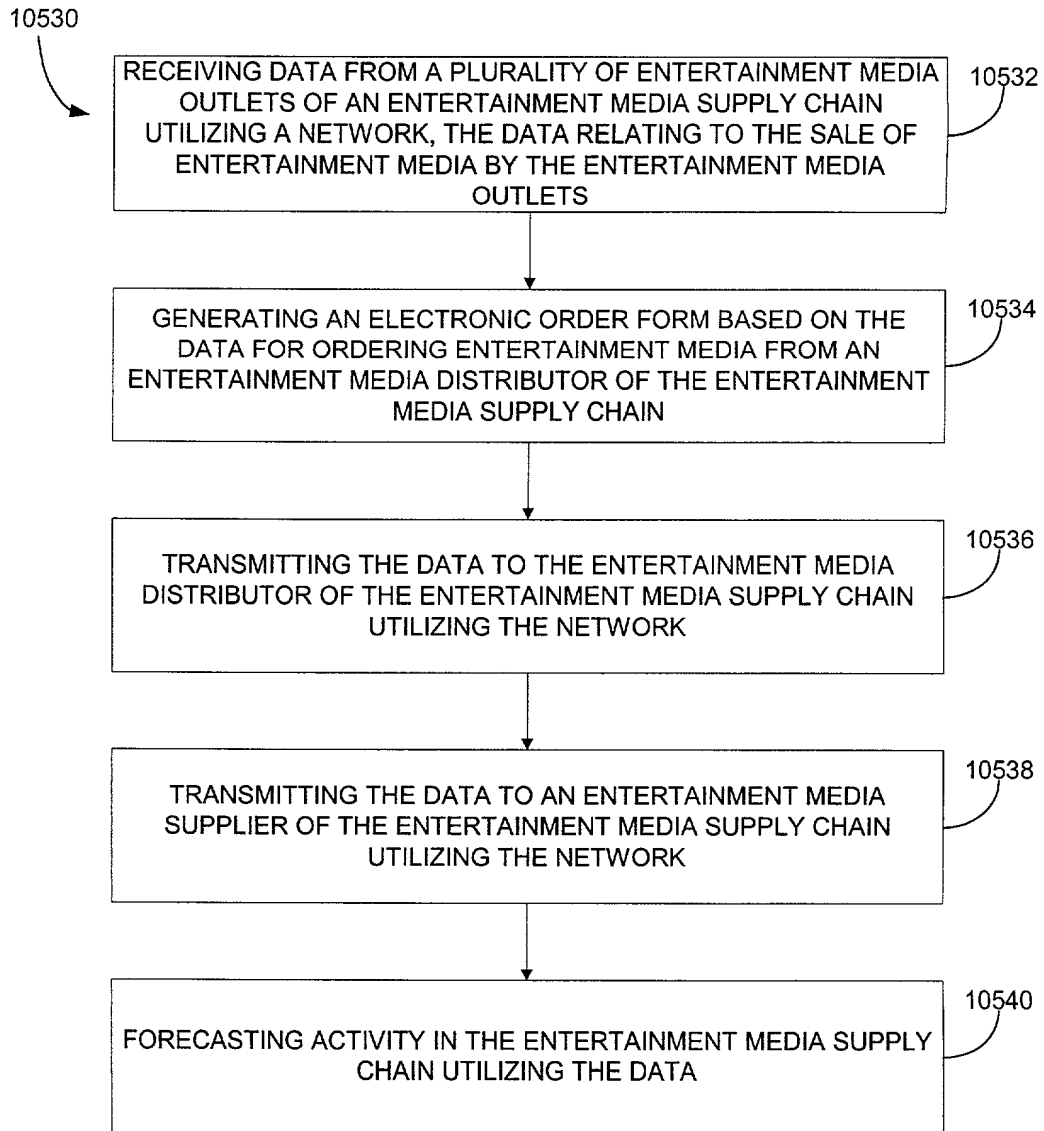 10530
RECEIVING DATA FROM A PLURALITY OF ENTERTAINMENT MEDIA
OUTLETS OF AN ENTERTAINMENT MEDIA SUPPLY CHAIN
UTILIZING A NETWORK, THE DATA RELATING TO THE SALE OF
ENTERTAINMENT MEDIA BY THE ENTERTAINMENT MEDIA
OUTLETS
10532
GENERATING AN ELECTRONIC ORDER FORM BASED ON THE
DATA FOR ORDERING ENTERTAINMENT MEDIA FROM AN
ENTERTAINMENT MEDIA DISTRIBUTOR OF THE ENTERTAINMENT
MEDIA SUPPLY CHAIN
10534
TRANSMITTING THE DATA TO THE ENTERTAINMENT MEDIA
DISTRIBUTOR OF THE ENTERTAINMENT MEDIA SUPPLY CHAIN
UTILIZING THE NETWORK
10536
TRANSMITTING THE DATA TO AN ENTERTAINMENT MEDIA
SUPPLIER OF THE ENTERTAINMENT MEDIA SUPPLY CHAIN
UTILIZING THE NETWORK
10538
FORECASTING ACTIVITY IN THE ENTERTAINMENT MEDIA SUPPLY
CHAIN UTILIZING THE DATA
10540